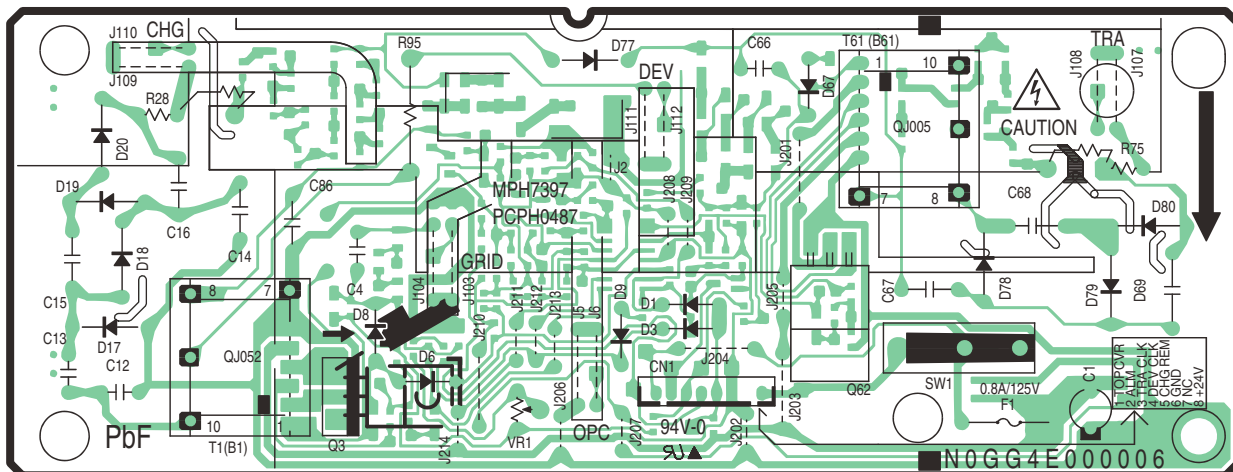 J110
CHG
J109
R28
D20
R95
D77
DEV
J111
J112
C66
D67
T61 (B61)
1
10
QJ005
7
8
TRA
J108
J107
CAUTION
R75
J201
J2
J208
J209
D19
D18
C16
C14
C86
MPH7397
PCPH0487
GRID
C4
J104
J103
C68
D80
D78
D79
D69
C67
C15
C13
D17
C12
8
7
QJ052
10
1
T1(B1)
PbF
D8
D6
Q3
J210
J211
J212
J213
J5
J6
D9
D1
D3
J204
J205
CN1
J203
Q62
SW1
0.8A/125V
F1
C1
1 TOP CVR
2 ALM
3 TRA CLK
4 DEV CLK
5 CHG REM
6 GND
7 NC
8 +24V
J214
VR1
J206
OPC
J207
94V-0
J202
N0GG4E000006